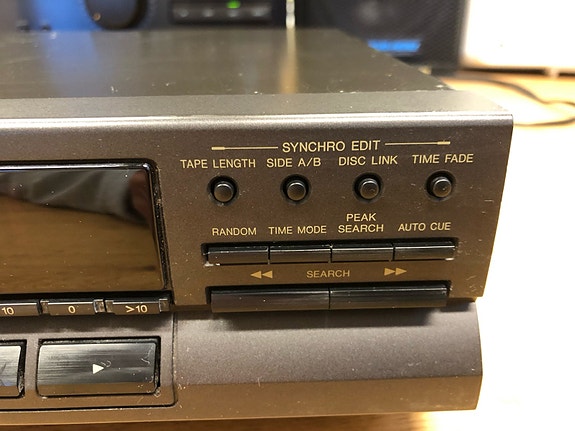 SYNCHRO EDIT
TAPE LENGTH SIDE A/B DISC LINK TIME FADE
RANDOM TIME MODE PEAK SEARCH AUTO CUE
SEARCH
10 0 >10